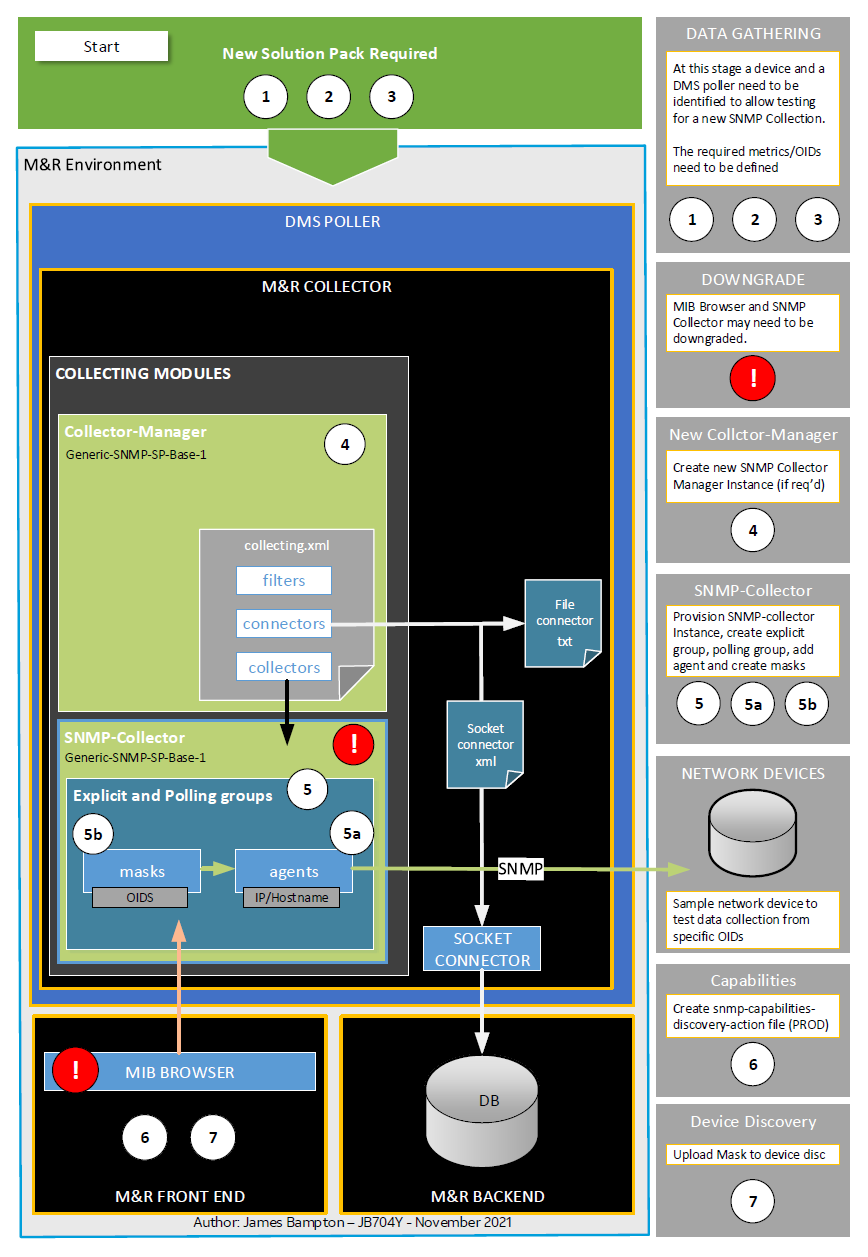 Start
New Solution Pack Required
1 2 3
M&R Environment
DMS POLLER
M&R COLLECTOR
COLLECTING MODULES
Collector-Manager
4
Generic-SNMP-SP-Base-1
collecting.xml
filters
connectors
collectors
File
connector
txt
Socket
connector
xml
SNMP-Collector
!
Generic-SNMP-SP-Base-1
Explicit and Polling groups
5
5b
5a
masks
agents
OIDS
IP/Hostname
SNMP
SOCKET
CONNECTOR
!
MIB BROWSER
6 7
M&R FRONT END
DB
M&R BACKEND
Author: James Bampton – JB704Y - November 2021
DATA GATHERING
At this stage a device and a
DMS poller need to be
identified to allow testing
for a new SNMP Collection.
The required metrics/OIDs
need to be defined
1 2 3
DOWNGRADE
MIB Browser and SNMP
Collector may need to be
downgraded.
!
New Collctor-Manager
Create new SNMP Collector
Manager Instance (if req’d)
4
SNMP-Collector
Provision SNMP-collector
Instance, create explicit
group, polling group, add
agent and create masks
5 5a 5b
NETWORK DEVICES
Sample network device to
test data collection from
specific OIDs
Capabilities
Create snmp-capabilities-
discovery-action file (PROD)
6
Device Discovery
Upload Mask to device disc
7